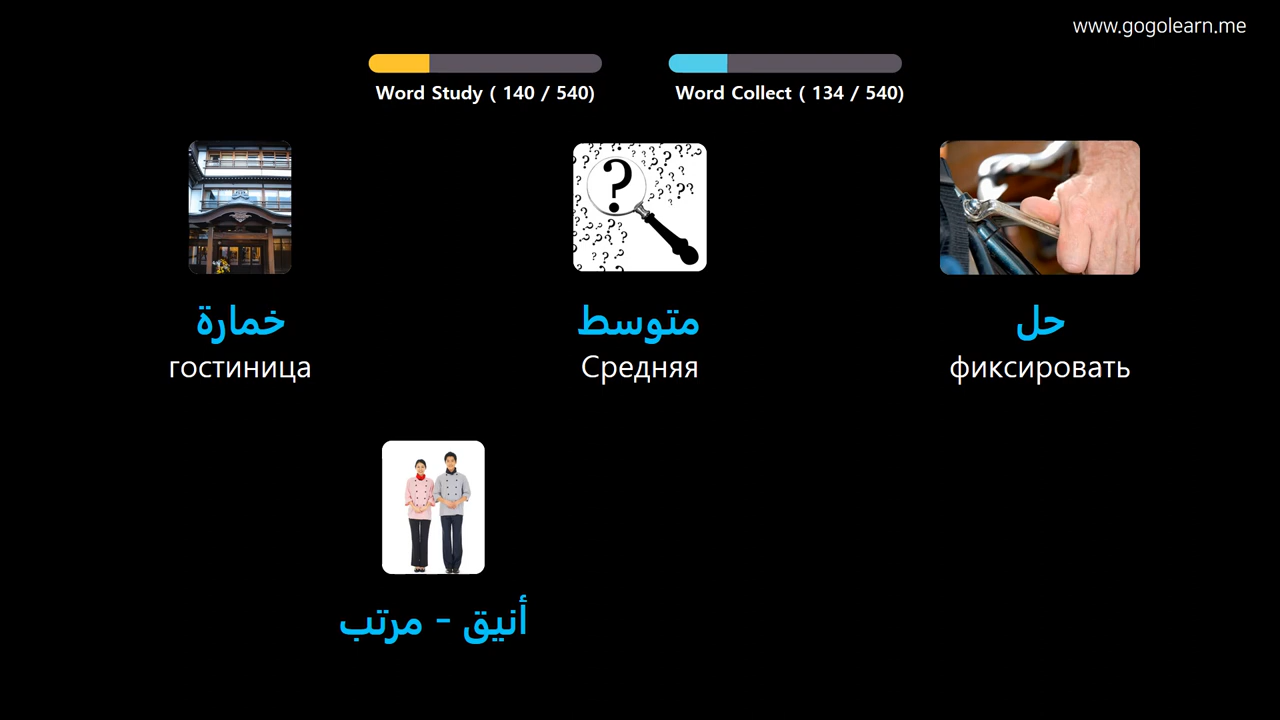 www.gogolearn.me
Word Study ( 140 / 540)
Word Collect ( 134 / 540)
خمارة
гостиница
متوسط
Средняя
حل
фиксировать
أنيق - مرتب